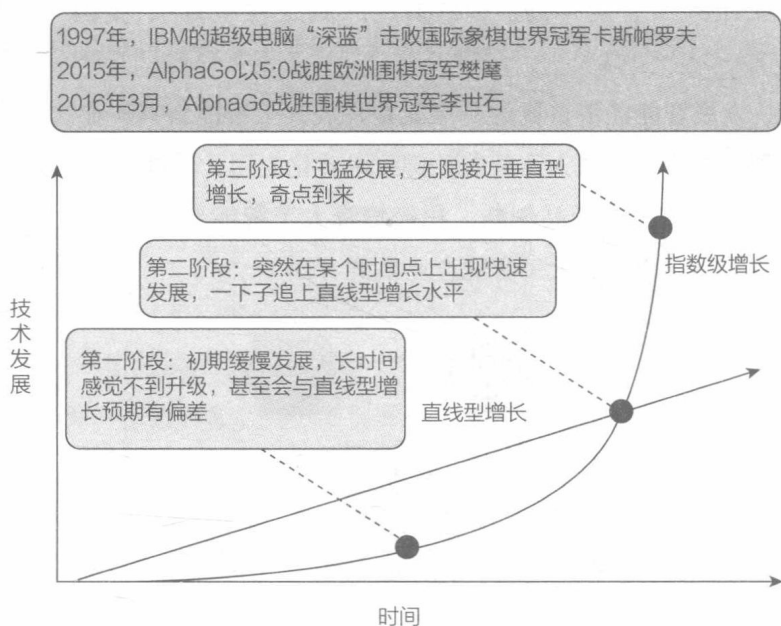 1997年，IBM的超级电脑“深蓝”击败国际象棋世界冠军卡斯帕罗夫
2015年，AlphaGo以5:0战胜欧洲围棋冠军樊麾
2016年3月，AlphaGo战胜围棋世界冠军李世石
第三阶段：迅猛发展，无限接近垂直型
增长，奇点到来
指数级增长
第二阶段：突然在某个时间点上出现快速
发展，一下子追上直线型增长水平
技术发展
第一阶段：初期缓慢发展，长时间
感觉不到升级，甚至会与直线型增
长预期有偏差
直线型增长
时间